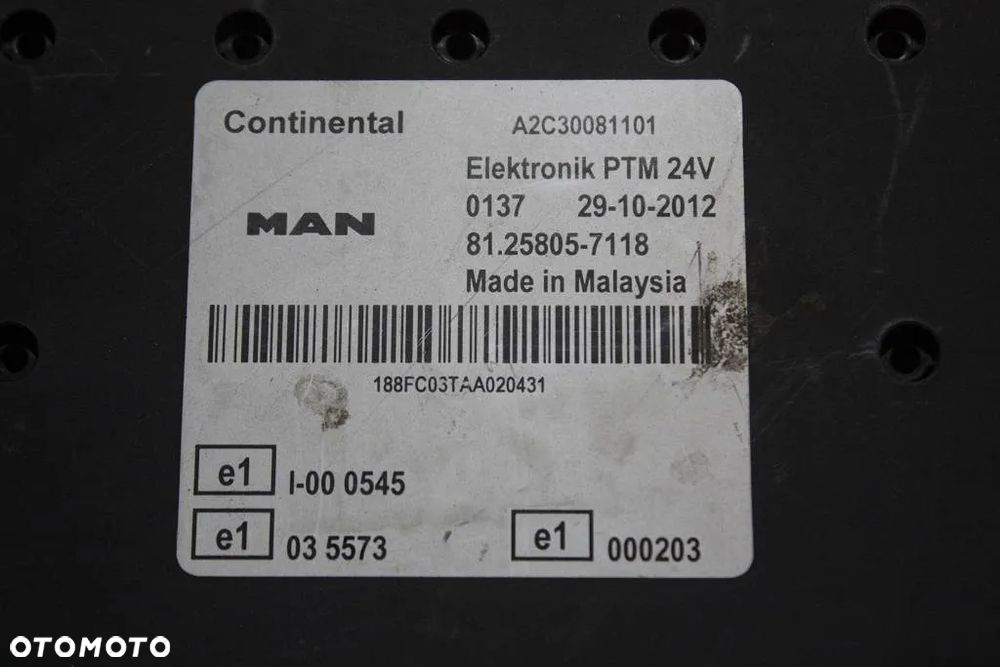 Continental A2C30081101
Elektronik PTM 24V
0137 29-10-2012
MAN
81.25805-7118
Made in Malaysia
188FC03TAA020431
e1 I-00 0545
e1 03 5573 e1 000203
OTOMOTO